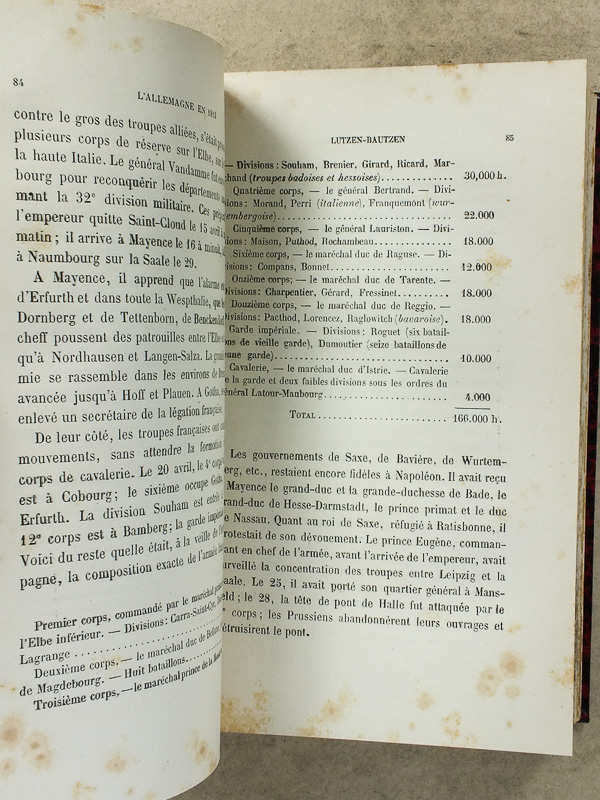 84
L'ALLEMAGNE EN 1813
contre le gros des troupes alliées, s'était
plusieurs corps de réserve sur l'Elbe,
la haute Italie. Le général Vandamme fut
bourg pour reconquérir les départements
mant la 32e division militaire. Ces
l'empereur quitte Saint-Cloud le 15 avril à
matin; il arrive à Mayence le 16 à minuit,
à Naumbourg sur la Saale le 29.
A Mayence, il apprend que l'alarme
d'Erfurth et dans toute la Westphalie, que
Dornberg et de Tettenborn, de Benckendorf
cheff poussent des patrouilles entre l'Elbe
qu'à Nordhausen et Langen-Salza. La grande
mie se rassemble dans les environs de
avancée jusqu'à Hoff et Plauen. A Gotha,
enlevé un secrétaire de la légation française.
De leur côté, les troupes françaises ont
mouvements, sans attendre la formation
corps de cavalerie. Le 20 avril, le 4e corps
est à Cobourg; le sixième occupe Gotha,
Erfurth. La division Souham est entrée à
12e corps est à Bamberg; la garde impériale
Voici du reste quelle était, à la veille de
pagne, la composition exacte de l'armée
Premier corps, commandé par le maréchal
l'Elbe inférieur. — Divisions: Carra-Saint-Cyr,
Lagrange
Deuxième corps, — le maréchal duc de Bellune
de Magdebourg. — Huit bataillons
Troisième corps, — le maréchal prince de la
LUTZEN-BAUTZEN 85
— Divisions: Souham, Brenier, Girard, Ricard, Mar-
chand (troupes badoises et hessoises) 30,000 h.
Quatrième corps, — le général Bertrand. — Divi-
sions: Morand, Perri (italienne), Franquemont (wur-
tembergoise) 22.000
Cinquième corps, — le général Lauriston. — Divi-
sions: Maison, Puthod, Rochambeau 18.000
Sixième corps, — le maréchal duc de Raguse. — Di-
visions: Compans, Bonnet 12.000
Onzième corps; — le maréchal duc de Tarente. —
Divisions: Charpentier, Gérard, Fressinet 18.000
Douzième corps, — le maréchal duc de Reggio. —
Divisions: Pacthod, Lorencez, Raglowitch (bavaroise). 18.000
Garde impériale. — Divisions: Roguet (six batail-
lons de vieille garde), Dumoutier (seize bataillons de
jeune garde) 10.000
Cavalerie, — le maréchal duc d'Istrie. — Cavalerie
de la garde et deux faibles divisions sous les ordres du
général Latour-Maubourg 4.000
TOTAL 166.000 h.
Les gouvernements de Saxe, de Bavière, de Wurtem-
berg, etc., restaient encore fidèles à Napoléon. Il avait reçu
à Mayence le grand-duc et la grande-duchesse de Bade, le
grand-duc de Hesse-Darmstadt, le prince primat et le duc
de Nassau. Quant au roi de Saxe, réfugié à Ratisbonne, il
protestait de son dévouement. Le prince Eugène, comman-
dant en chef de l'armée, avant l'arrivée de l'empereur, avait
surveillé la concentration des troupes entre Leipzig et la
Saale. Le 25, il avait porté son quartier général à Mans-
feld; le 28, la tête de pont de Halle fut attaquée par le
corps; les Prussiens abandonnèrent leurs ouvrages et
détruisirent le pont.